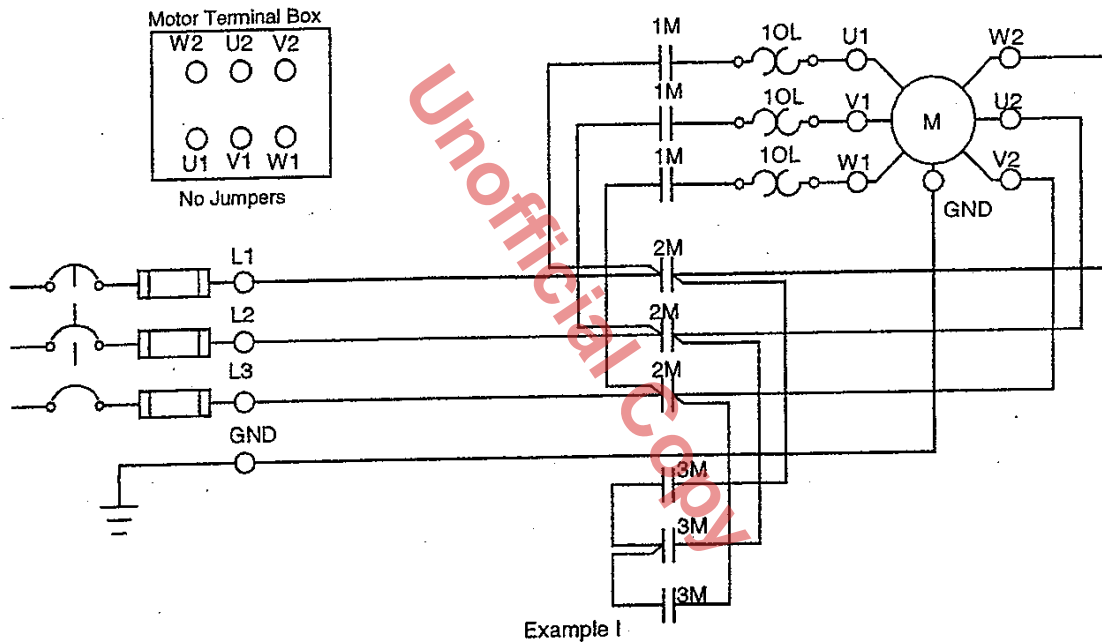 Motor Terminal Box
W2 U2 V2
U1 V1 W1
No Jumpers
1M 1OL U1 W2
1M 1OL V1 M U2
1M 1OL W1 V2
GND
2M
L1
2M
L2
2M
L3
GND
3M
3M
3M
Example I
Unofficial Copy